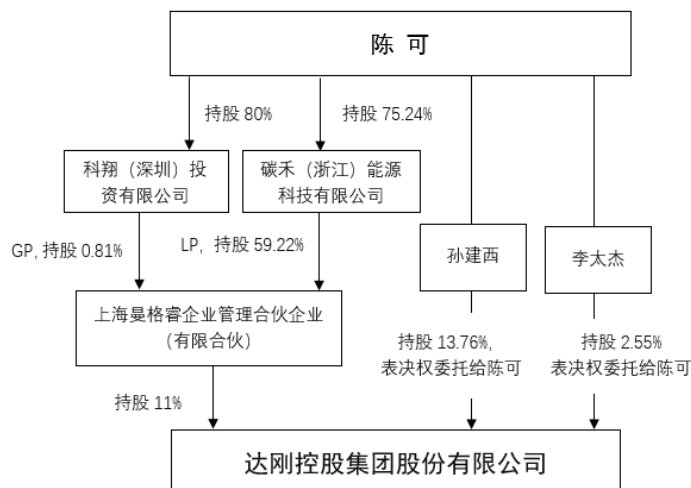 陈 可
持股 80%
持股 75.24%
科翔（深圳）投
资有限公司
碳禾（浙江）能源
科技有限公司
GP, 持股 0.81%
LP, 持股 59.22%
孙建西
李太杰
上海曼格睿企业管理合伙企业
（有限合伙）
持股 13.76%,
表决权委托给陈可
持股 2.55%
表决权委托给陈可
持股 11%
达刚控股集团股份有限公司